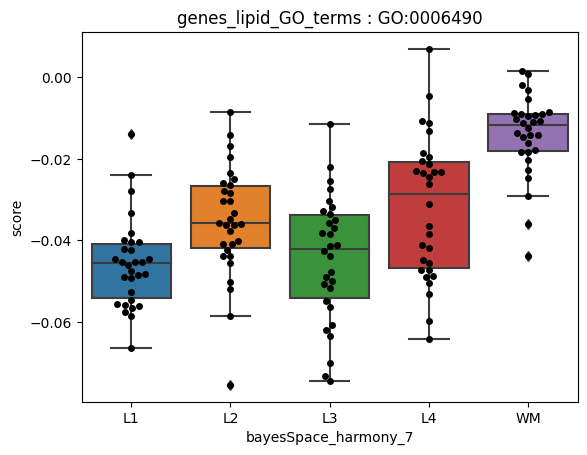 genes_lipid_GO_terms : GO:0006490
score
0.00
−0.02
−0.04
−0.06
L1 L2 L3 L4 WM
bayesSpace_harmony_7